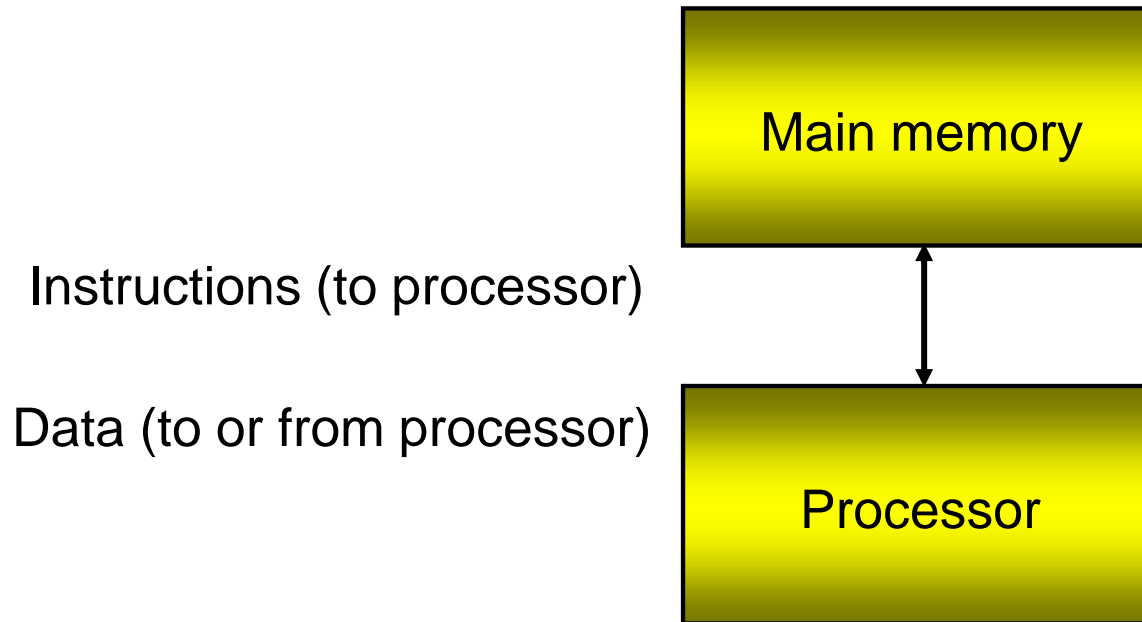 Main memory
Instructions (to processor)
Data (to or from processor)
Processor